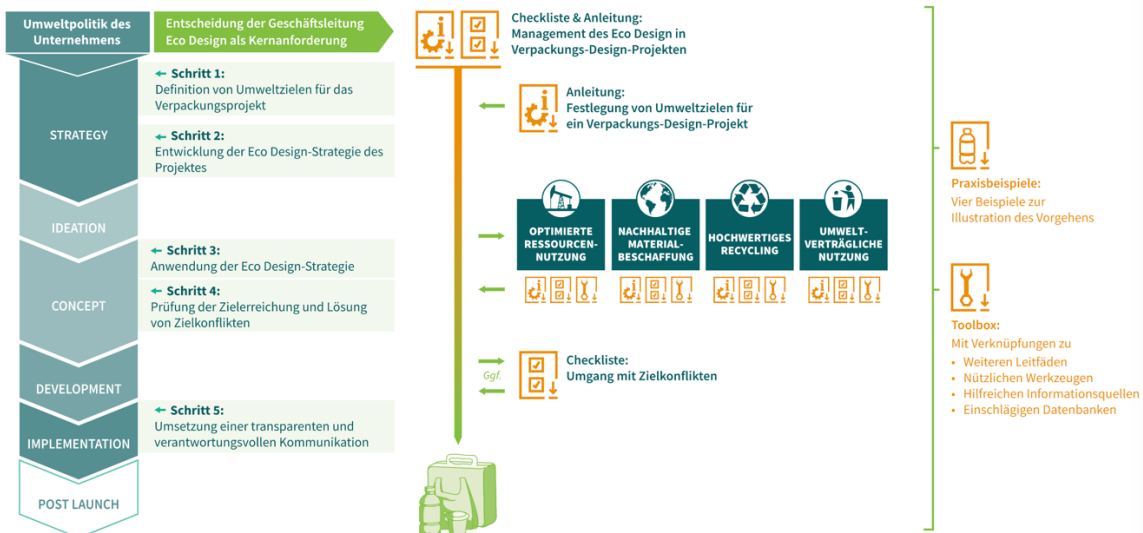 Umweltpolitik des
Unternehmens
Entscheidung der Geschäftsleitung
Eco Design als Kernanforderung
STRATEGY
IDEATION
CONCEPT
DEVELOPMENT
IMPLEMENTATION
POST LAUNCH
← Schritt 1:
Definition von Umweltzielen für das
Verpackungsprojekt
← Schritt 2:
Entwicklung der Eco Design-Strategie des
Projektes
← Schritt 3:
Anwendung der Eco Design-Strategie
← Schritt 4:
Prüfung der Zielerreichung und Lösung
von Zielkonflikten
← Schritt 5:
Umsetzung einer transparenten und
verantwortungsvollen Kommunikation
Checkliste & Anleitung:
Management des Eco Design in
Verpackungs-Design-Projekten
Anleitung:
Festlegung von Umweltzielen für
ein Verpackungs-Design-Projekt
OPTIMIERTE
RESSOURCEN-
NUTZUNG
NACHHALTIGE
MATERIAL-
BESCHAFFUNG
HOCHWERTIGES
RECYCLING
UMWELT-
VERTRÄGLICHE
NUTZUNG
Ggf.
Checkliste:
Umgang mit Zielkonflikten
Praxisbeispiele:
Vier Beispiele zur
Illustration des Vorgehens
Toolbox:
Mit Verknüpfungen zu
• Weiteren Leitfäden
• Nützlichen Werkzeugen
• Hilfreichen Informationsquellen
• Einschlägigen Datenbanken